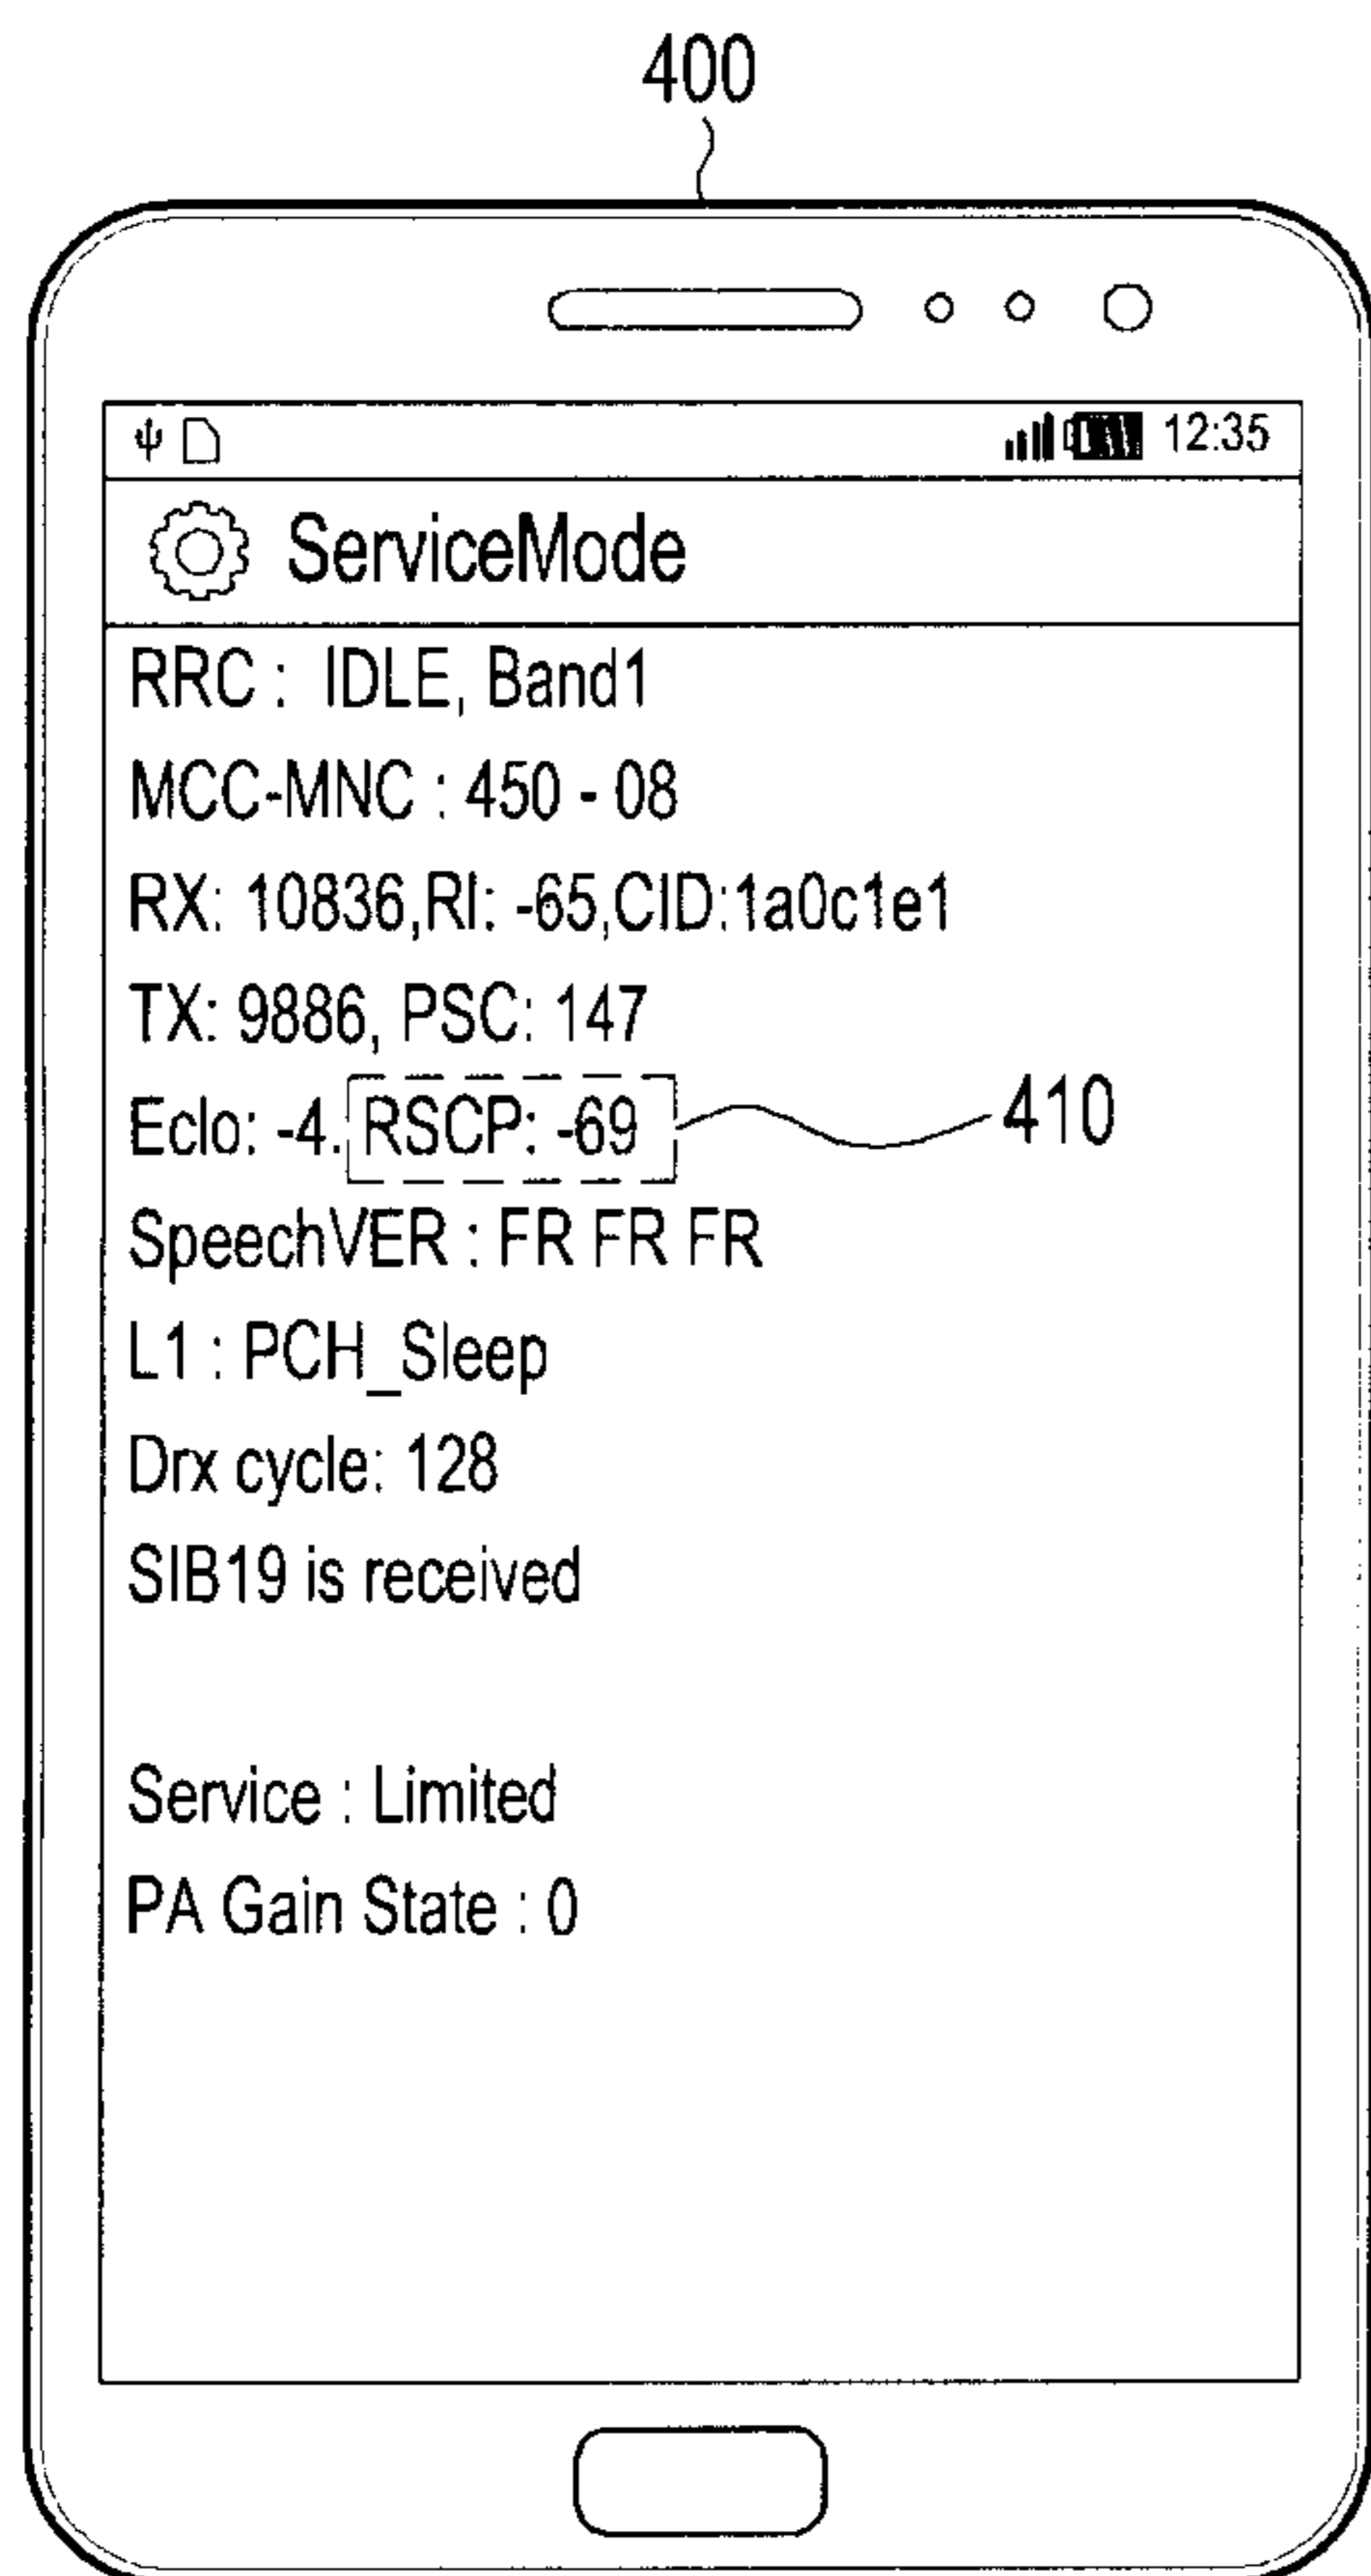 400
12:35
ServiceMode
RRC : IDLE, Band1
MCC-MNC : 450 - 08
RX: 10836,RI: -65,CID:1a0c1e1
TX: 9886, PSC: 147
Eclo: -4. RSCP: -69
410
SpeechVER : FR FR FR
L1 : PCH_Sleep
Drx cycle: 128
SIB19 is received
Service : Limited
PA Gain State : 0